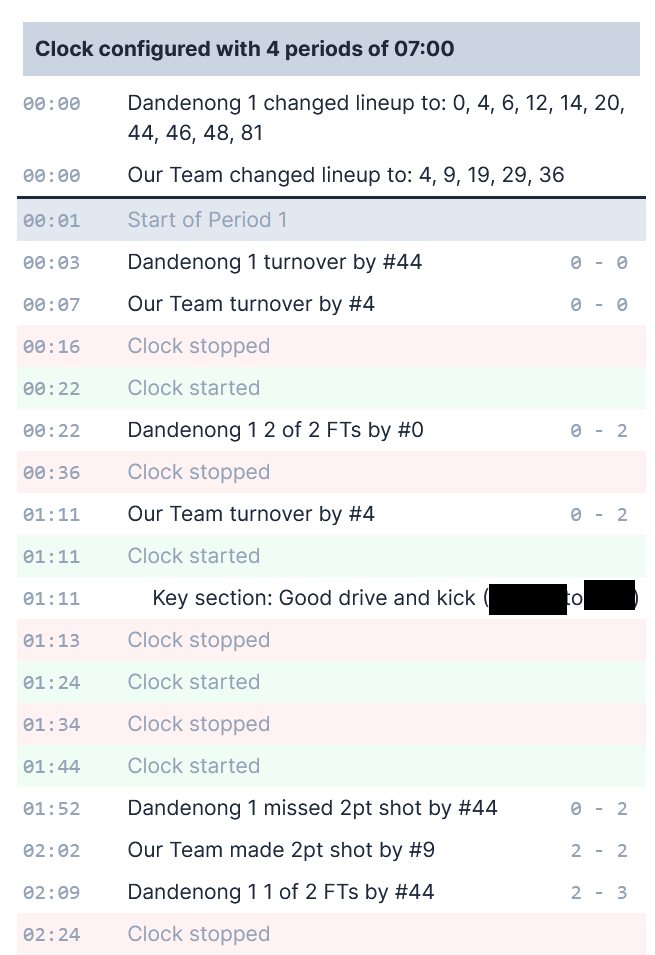 Clock configured with 4 periods of 07:00
00:00 Dandenong 1 changed lineup to: 0, 4, 6, 12, 14, 20,
44, 46, 48, 81
00:00 Our Team changed lineup to: 4, 9, 19, 29, 36
00:01 Start of Period 1
00:03 Dandenong 1 turnover by #44 0 - 0
00:07 Our Team turnover by #4 0 - 0
00:16 Clock stopped
00:22 Clock started
00:22 Dandenong 1 2 of 2 FTs by #0 0 - 2
00:36 Clock stopped
01:11 Our Team turnover by #4 0 - 2
01:11 Clock started
01:11 Key section: Good drive and kick ( to )
01:13 Clock stopped
01:24 Clock started
01:34 Clock stopped
01:44 Clock started
01:52 Dandenong 1 missed 2pt shot by #44 0 - 2
02:02 Our Team made 2pt shot by #9 2 - 2
02:09 Dandenong 1 1 of 2 FTs by #44 2 - 3
02:24 Clock stopped